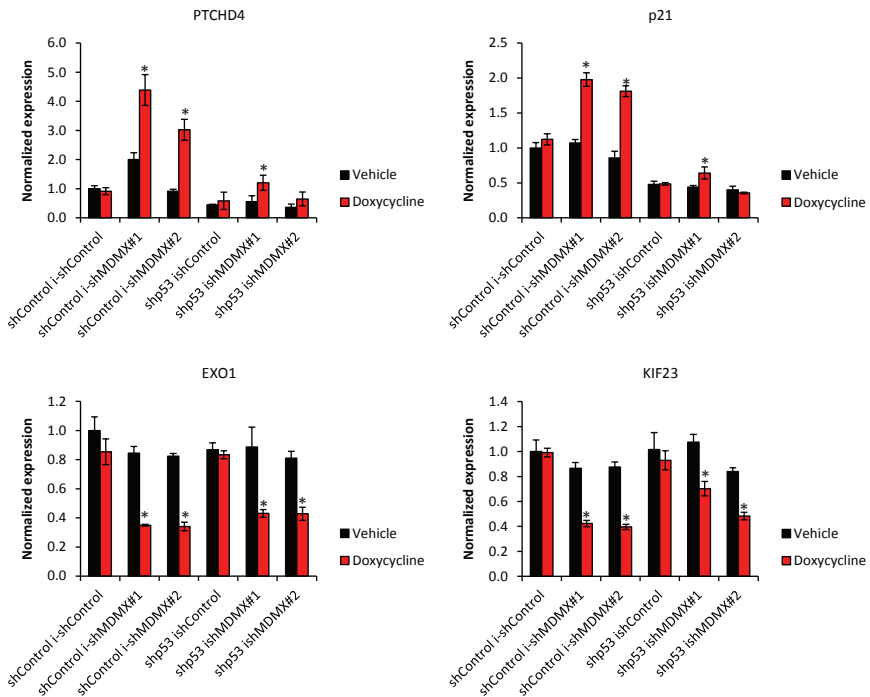 PTCHD4
Normalized expression
6.0
5.0
4.0
3.0
2.0
1.0
0.0
*
*
*
Vehicle
Doxycycline
shControl i-shControl
shControl i-shMDMX#1
shControl i-shMDMX#2
shp53 ishControl
shp53 ishMDMX#1
shp53 ishMDMX#2
p21
Normalized expression
2.5
2.0
1.5
1.0
0.5
0.0
*
*
*
Vehicle
Doxycycline
shControl i-shControl
shControl i-shMDMX#1
shControl i-shMDMX#2
shp53 ishControl
shp53 ishMDMX#1
shp53 ishMDMX#2
EXO1
Normalized expression
1.2
1.0
0.8
0.6
0.4
0.2
0.0
*
*
*
*
Vehicle
Doxycycline
shControl i-shControl
shControl i-shMDMX#1
shControl i-shMDMX#2
shp53 ishControl
shp53 ishMDMX#1
shp53 ishMDMX#2
KIF23
Normalized expression
1.4
1.2
1.0
0.8
0.6
0.4
0.2
0.0
*
*
*
*
Vehicle
Doxycycline
shControl i-shControl
shControl i-shMDMX#1
shControl i-shMDMX#2
shp53 ishControl
shp53 ishMDMX#1
shp53 ishMDMX#2